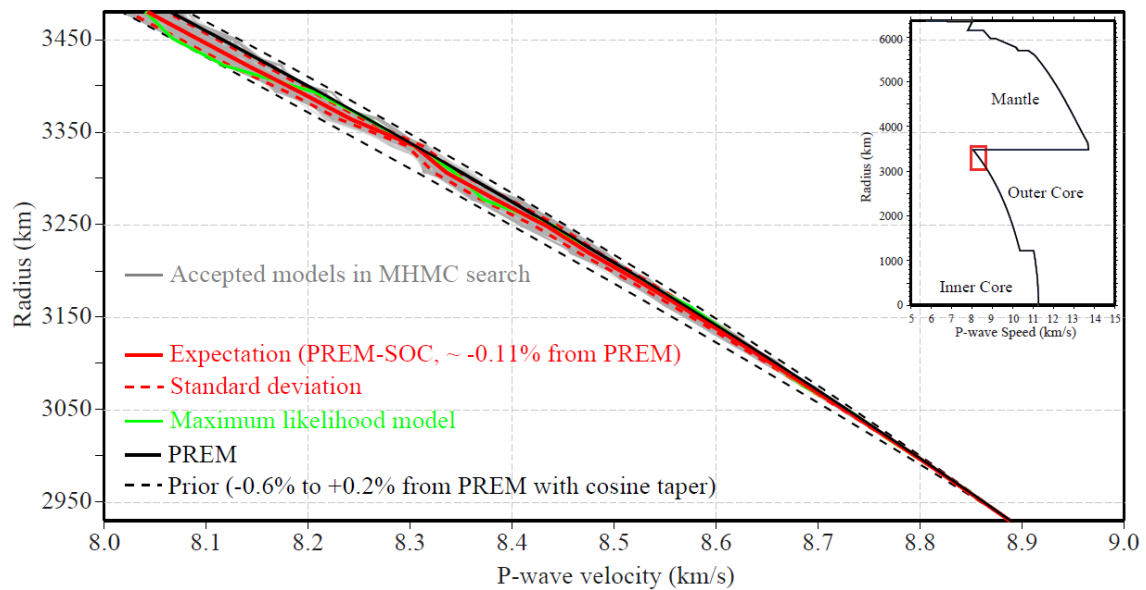 3450
3350
3250
3150
3050
2950
Radius (km)
Accepted models in MHMC search
Expectation (PREM-SOC, ~ -0.11% from PREM)
Standard deviation
Maximum likelihood model
PREM
Prior (-0.6% to +0.2% from PREM with cosine taper)
8.0 8.1 8.2 8.3 8.4 8.5 8.6 8.7 8.8 8.9 9.0
P-wave velocity (km/s)
6000
5000
4000
3000
2000
1000
0
Radius (km)
Mantle
Outer Core
Inner Core
5 6 7 8 9 10 11 12 13 14 15
P-wave Speed (km/s)